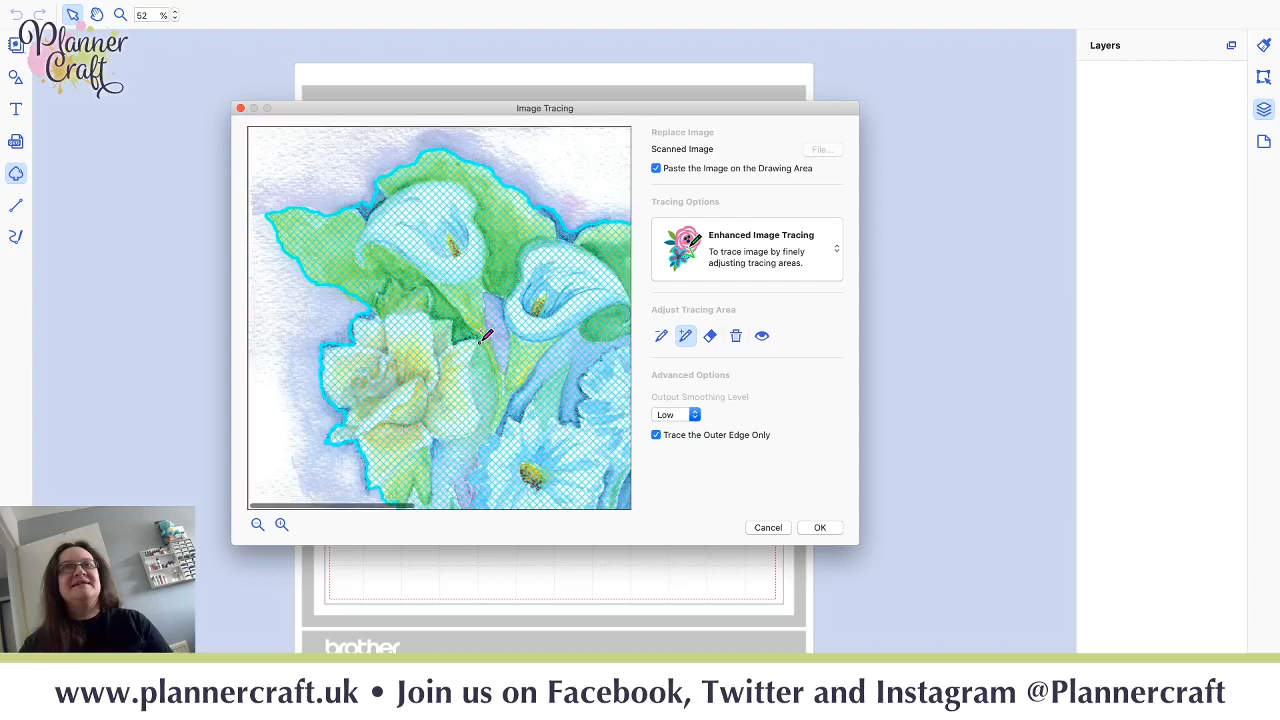 52 %
Planner
Craft
Layers
Image Tracing
Replace Image
Scanned Image
File...
Paste the Image on the Drawing Area
Tracing Options
Enhanced Image Tracing
To trace image by finely
adjusting tracing areas.
Adjust Tracing Area
Advanced Options
Output Smoothing Level
Low
Trace the Outer Edge Only
Cancel
OK
brother
www.plannercraft.uk • Join us on Facebook, Twitter and Instagram @Plannercraft